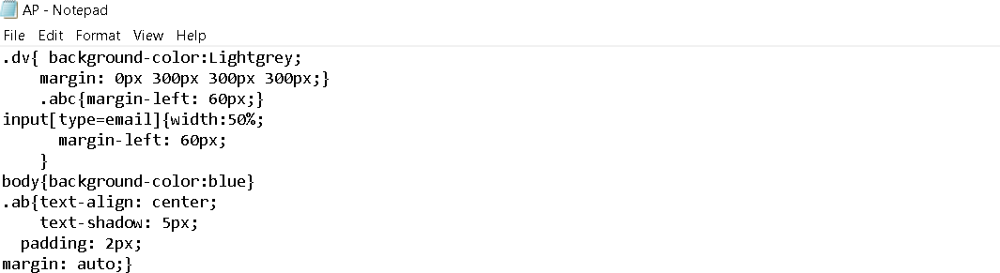 AP - Notepad
File Edit Format View Help
.dv{ background-color:Lightgrey;
    margin: 0px 300px 300px 300px;}
    .abc{margin-left: 60px;}
input[type=email]{width:50%;
      margin-left: 60px;
    }
body{background-color:blue}
.ab{text-align: center;
    text-shadow: 5px;
  padding: 2px;
margin: auto;}